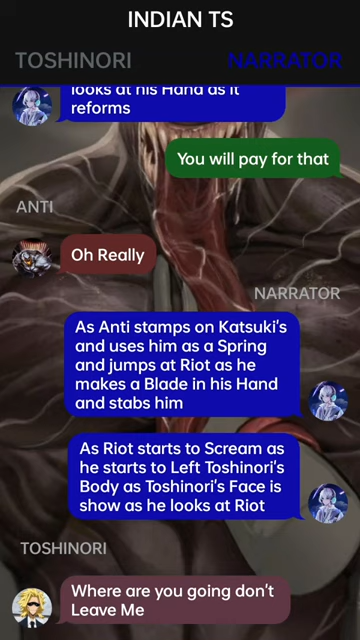 INDIAN TS
TOSHINORI
NARRATOR
looks at his Hand as it
reforms
You will pay for that
ANTI
Oh Really
NARRATOR
As Anti stamps on Katsuki's
and uses him as a Spring
and jumps at Riot as he
makes a Blade in his Hand
and stabs him
As Riot starts to Scream as
he starts to Left Toshinori's
Body as Toshinori's Face is
show as he looks at Riot
TOSHINORI
Where are you going don't
Leave Me